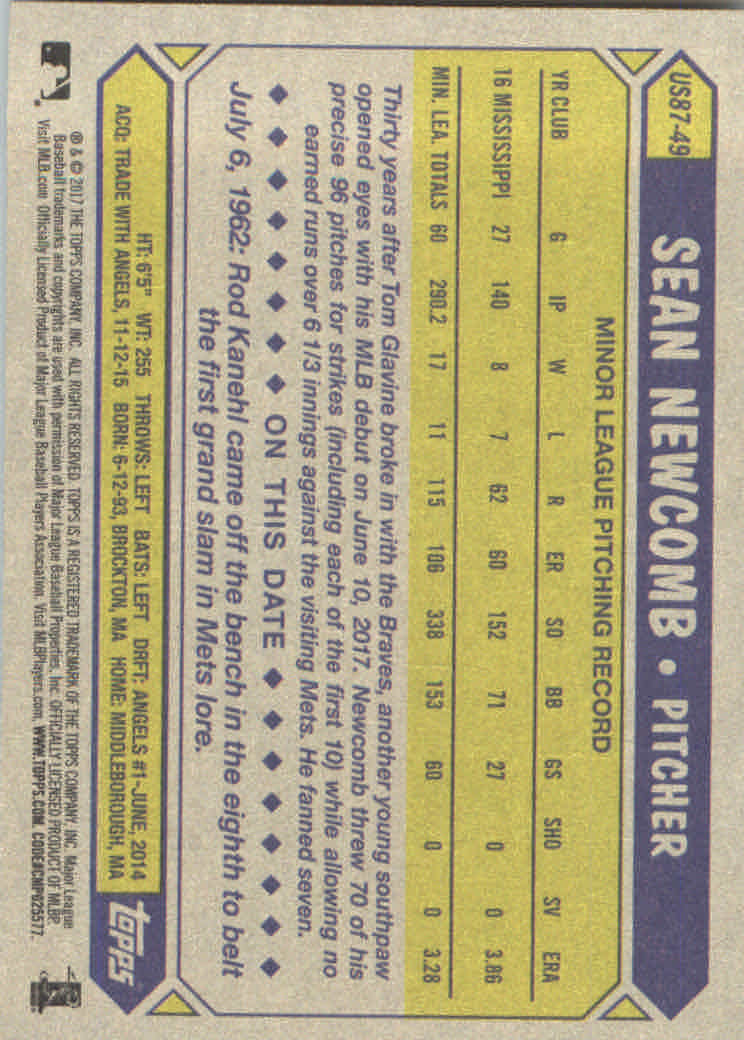 US87-49
SEAN NEWCOMB • PITCHER
MINOR LEAGUE PITCHING RECORD
YR CLUB G IP W L R ER SO BB GS SHO SV ERA
16 MISSISSIPPI 27 140 8 7 62 60 152 71 27 0 0 3.86
MIN. LEA. TOTALS 60 290.2 17 11 115 106 338 153 60 0 0 3.28
Thirty years after Tom Glavine broke in with the Braves, another young southpaw
opened eyes with his MLB debut on June 10, 2017. Newcomb threw 70 of his
precise 96 pitches for strikes (including each of the first 10) while allowing no
earned runs over 6 1/3 innings against the visiting Mets. He fanned seven.
◆ ◆ ◆ ◆ ◆ ◆ ◆ ON THIS DATE ◆ ◆ ◆ ◆ ◆ ◆ ◆
July 6, 1962: Rod Kanehl came off the bench in the eighth to belt
the first grand slam in Mets lore.
HT: 6'5" WT: 255 THROWS: LEFT BATS: LEFT DRFT: ANGELS #1-JUNE, 2014
ACQ: TRADE WITH ANGELS, 11-12-15 BORN: 6-12-93, BROCKTON, MA HOME: MIDDLEBOROUGH, MA
topps
® & © 2017 THE TOPPS COMPANY, INC. ALL RIGHTS RESERVED. TOPPS IS A REGISTERED TRADEMARK OF THE TOPPS COMPANY, INC. Major League
Baseball trademarks and copyrights are used with permission of Major League Baseball Properties, Inc. OFFICIALLY LICENSED PRODUCT OF MLBP.
Visit MLB.com Officially Licensed Product of Major League Baseball Players Association. Visit MLBPlayers.com. WWW.TOPPS.COM. CODE#CMP025577.